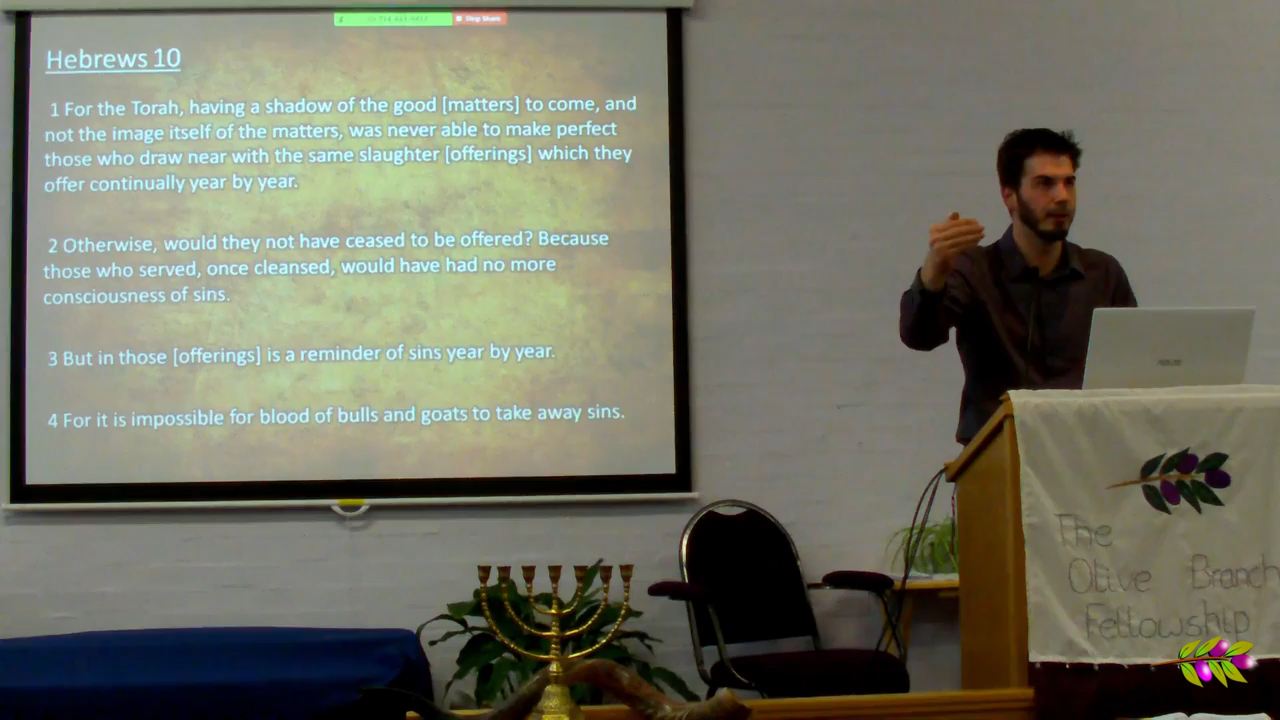 Stop Share
Hebrews 10
1 For the Torah, having a shadow of the good [matters] to come, and
not the image itself of the matters, was never able to make perfect
those who draw near with the same slaughter [offerings] which they
offer continually year by year.
2 Otherwise, would they not have ceased to be offered? Because
those who served, once cleansed, would have had no more
consciousness of sins.
3 But in those [offerings] is a reminder of sins year by year.
4 For it is impossible for blood of bulls and goats to take away sins.
ASUS
The
Olive Branch
Fellowship